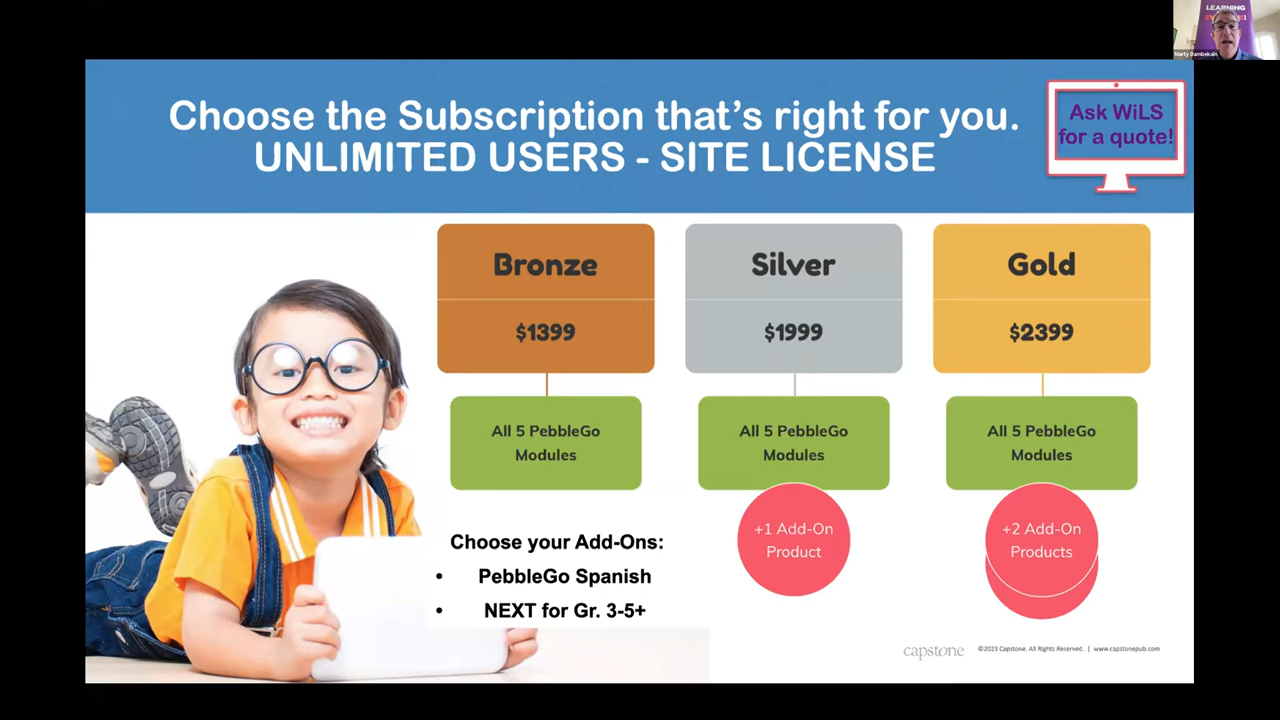 LEARNING
Marty Dambekaln
Choose the Subscription that's right for you.
UNLIMITED USERS - SITE LICENSE
Ask WiLS
for a quote!
Bronze
$1399
All 5 PebbleGo
Modules
Silver
$1999
All 5 PebbleGo
Modules
+1 Add-On
Product
Gold
$2399
All 5 PebbleGo
Modules
+2 Add-On
Products
Choose your Add-Ons:
• PebbleGo Spanish
• NEXT for Gr. 3-5+
capstone ©2023 Capstone. All Rights Reserved. | www.capstonepub.com